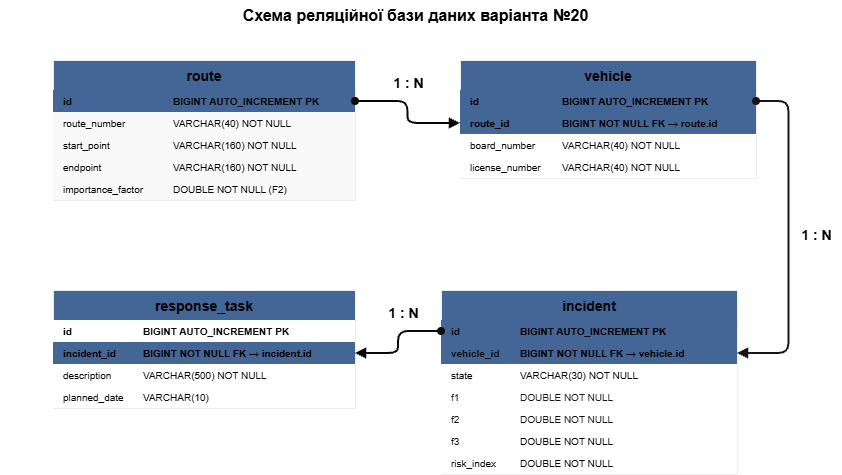 Схема реляційної бази даних варіанта №20
route
id BIGINT AUTO_INCREMENT PK
route_number VARCHAR(40) NOT NULL
start_point VARCHAR(160) NOT NULL
endpoint VARCHAR(160) NOT NULL
importance_factor DOUBLE NOT NULL (F2)
1 : N
vehicle
id BIGINT AUTO_INCREMENT PK
route_id BIGINT NOT NULL FK → route.id
board_number VARCHAR(40) NOT NULL
license_number VARCHAR(40) NOT NULL
1 : N
response_task
id BIGINT AUTO_INCREMENT PK
incident_id BIGINT NOT NULL FK → incident.id
description VARCHAR(500) NOT NULL
planned_date VARCHAR(10)
1 : N
incident
id BIGINT AUTO_INCREMENT PK
vehicle_id BIGINT NOT NULL FK → vehicle.id
state VARCHAR(30) NOT NULL
f1 DOUBLE NOT NULL
f2 DOUBLE NOT NULL
f3 DOUBLE NOT NULL
risk_index DOUBLE NOT NULL